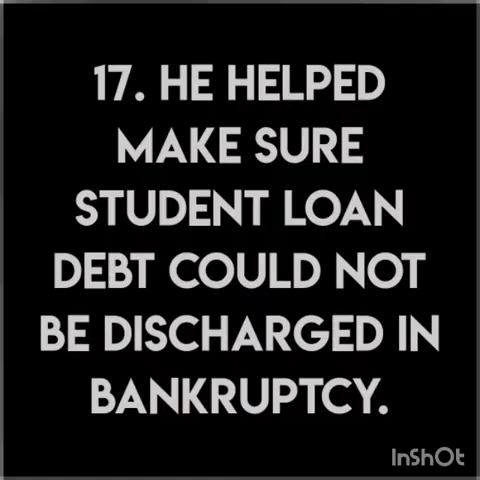 17. HE HELPED
MAKE SURE
STUDENT LOAN
DEBT COULD NOT
BE DISCHARGED IN
BANKRUPTCY.
InShOt